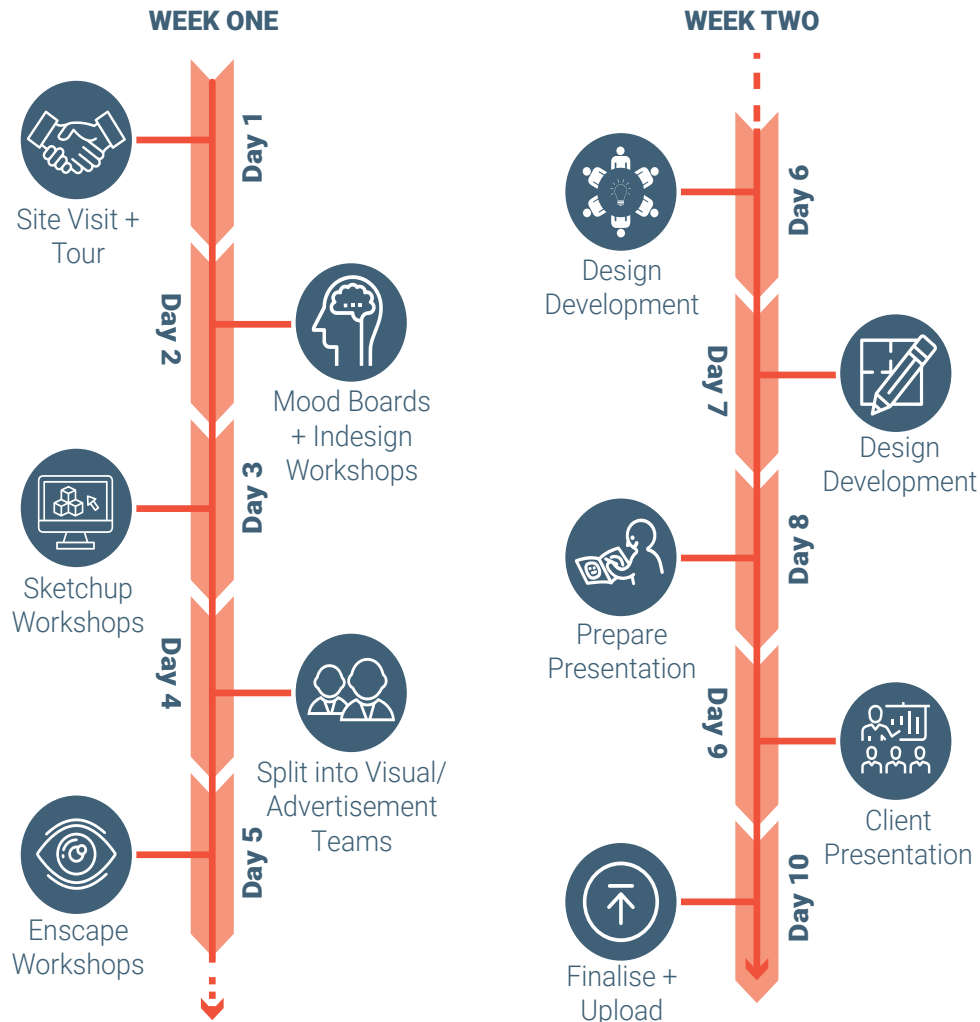 WEEK ONE
Day 1
Site Visit +
Tour
Day 2
Mood Boards
+ Indesign
Workshops
Day 3
Sketchup
Workshops
Day 4
Split into Visual/
Advertisement
Teams
Day 5
Enscape
Workshops
WEEK TWO
Day 6
Design
Development
Day 7
Design
Development
Day 8
Prepare
Presentation
Day 9
Client
Presentation
Day 10
Finalise +
Upload